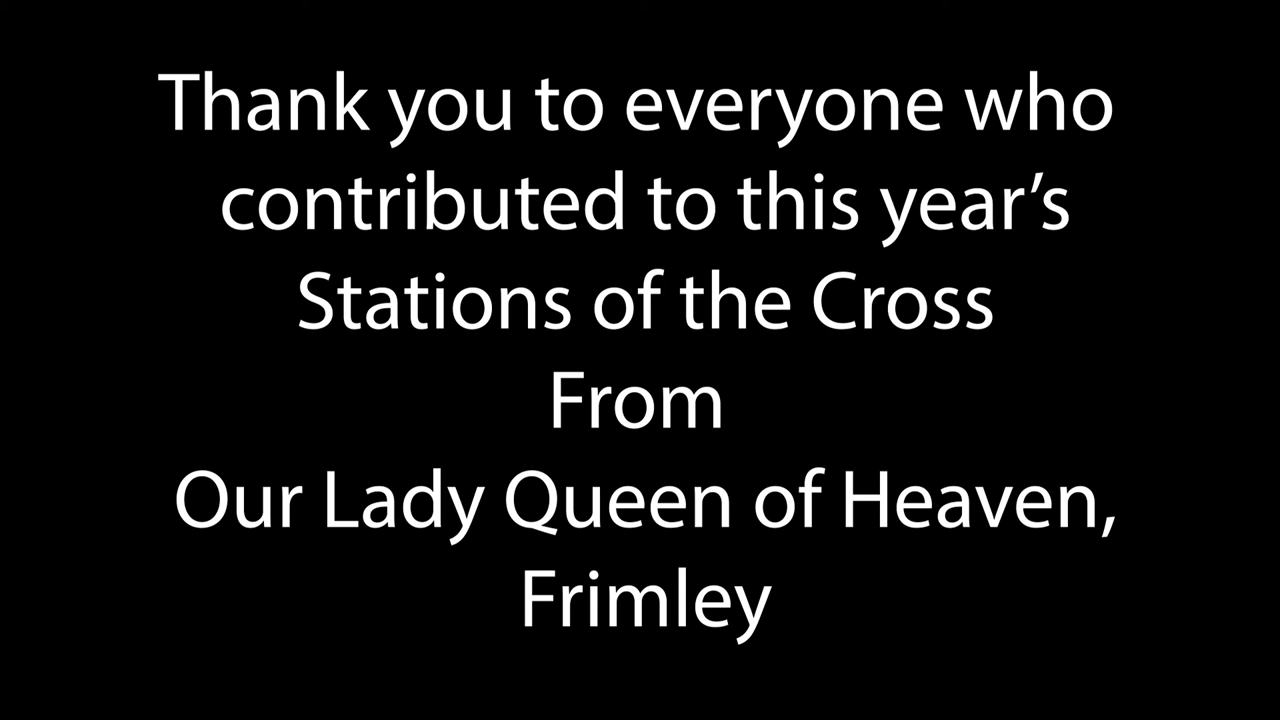 Thank you to everyone who
contributed to this year’s
Stations of the Cross
From
Our Lady Queen of Heaven,
Frimley